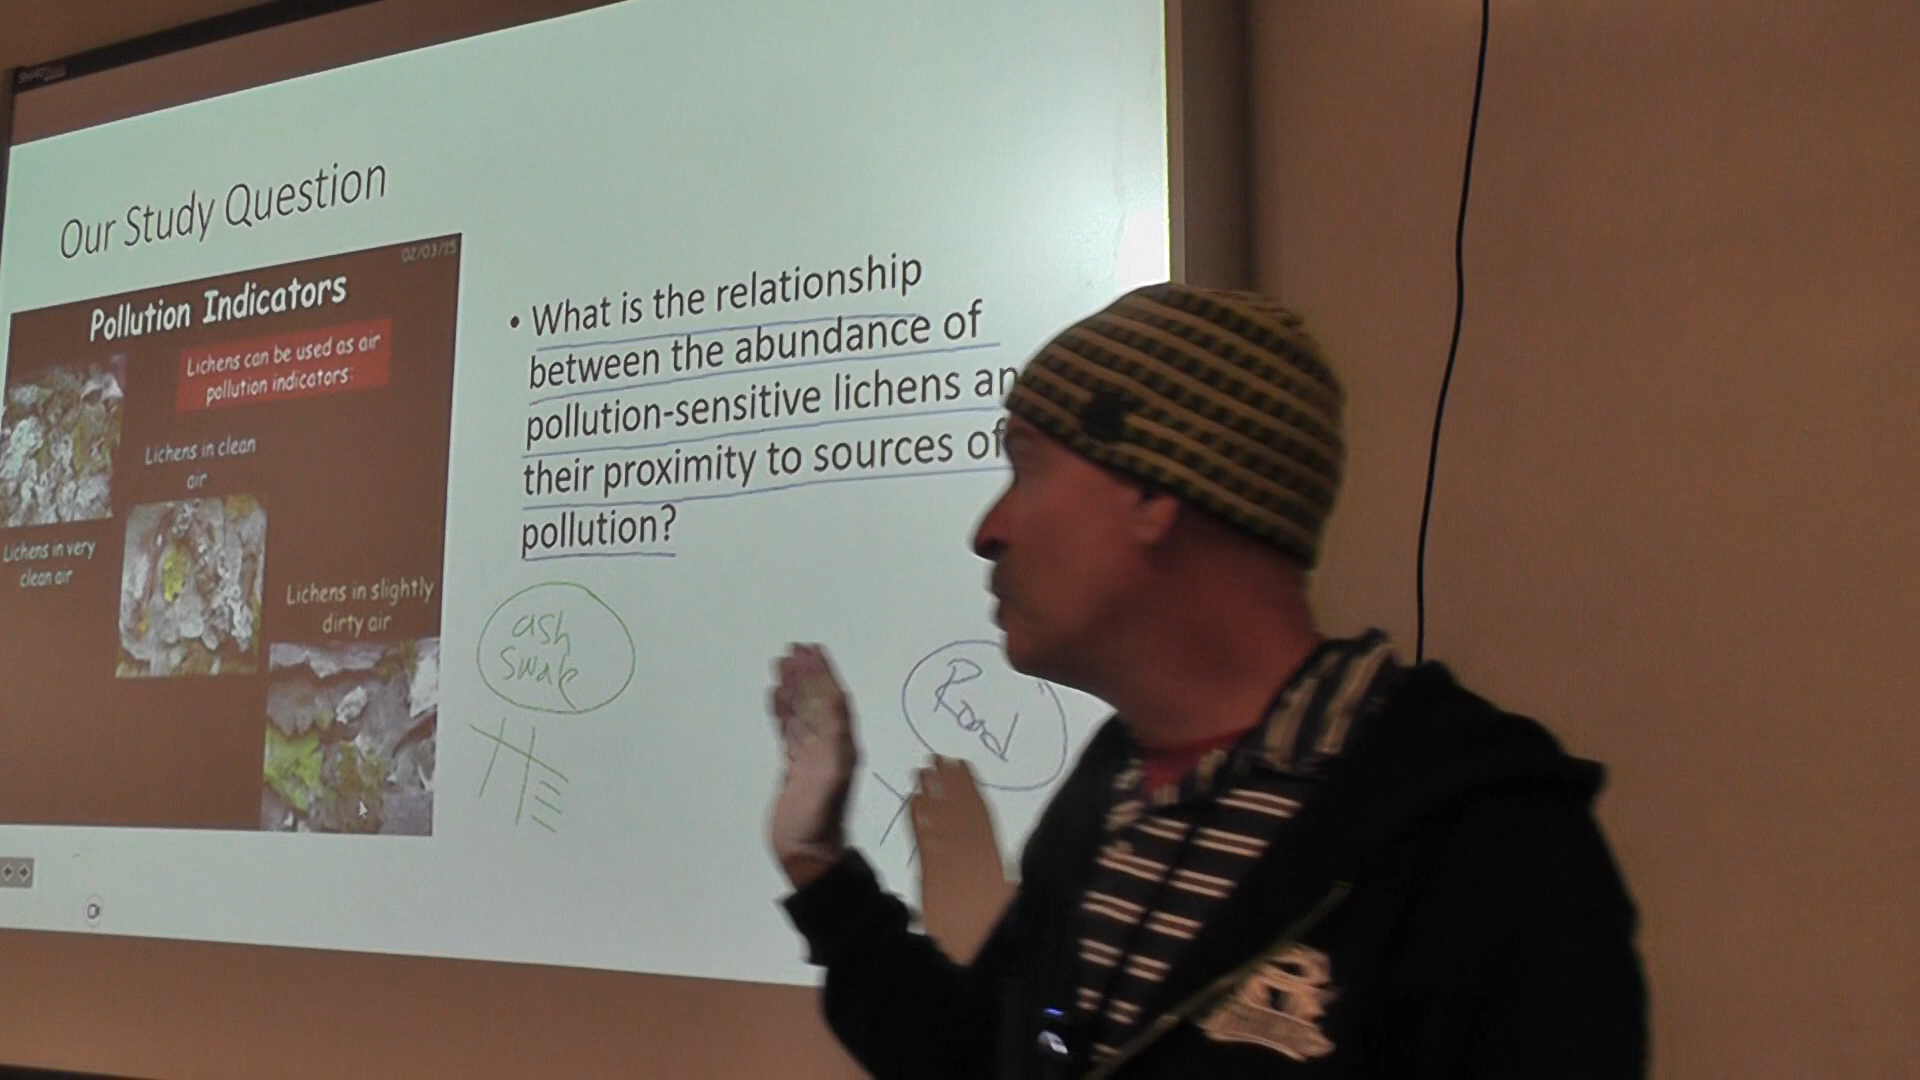 SMART
Our Study Question
02/03/15
Pollution Indicators
Lichens can be used as air
pollution indicators.
Lichens in clean
air
Lichens in very
clean air
Lichens in slightly
dirty air
• What is the relationship
between the abundance of
pollution-sensitive lichens an
their proximity to sources of
pollution?
ash
Swale
Road